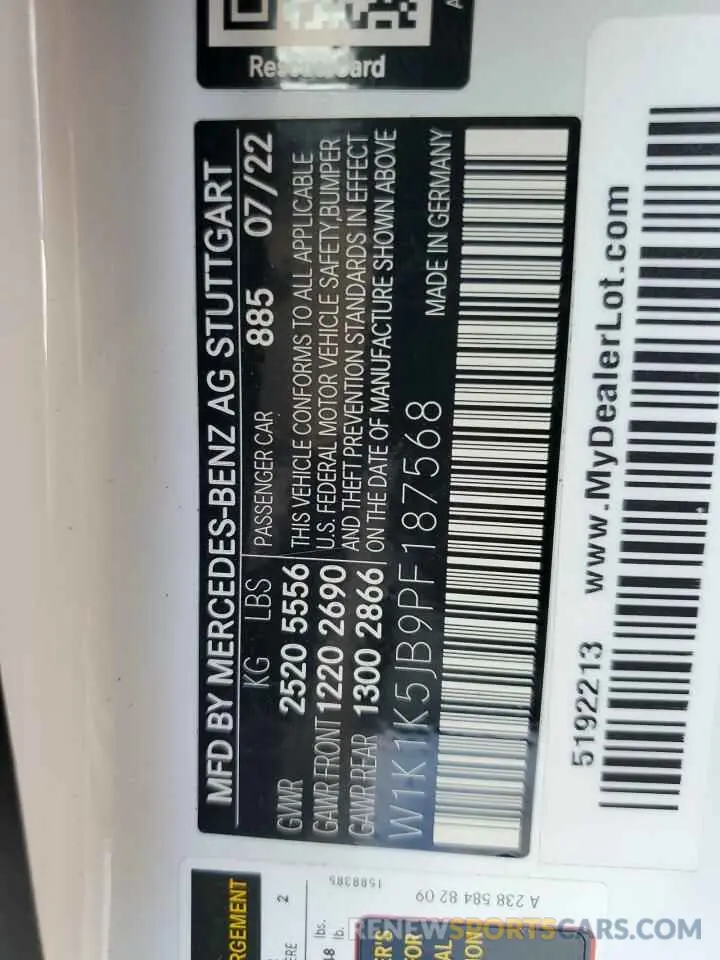 Rescue Card
MFD BY MERCEDES-BENZ AG STUTTGART
KG LBS PASSENGER CAR 885 07/22
GVWR 2520 5556 THIS VEHICLE CONFORMS TO ALL APPLICABLE
GAWR FRONT 1220 2690 U.S. FEDERAL MOTOR VEHICLE SAFETY,BUMPER
GAWR REAR 1300 2866 AND THEFT PREVENTION STANDARDS IN EFFECT
ON THE DATE OF MANUFACTURE SHOWN ABOVE
W1K1K5JB9PF187568 MADE IN GERMANY
5192213 www.MyDealerLot.com
RGEMENT
2
lbs.
lb.
1588385
A 238 584 82 09
RENEWSPORTSCARS.COM